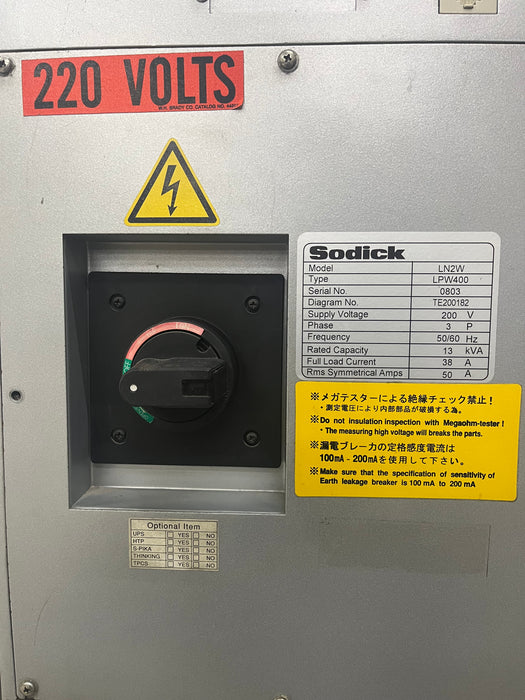 220 VOLTS
W.H. BRADY CO. CATALOG NO.
Sodick
Model LN2W
Type LPW400
Serial No. 0803
Diagram No. TE200182
Supply Voltage 200 V
Phase 3 P
Frequency 50/60 Hz
Rated Capacity 13 kVA
Full Load Current 38 A
Rms Symmetrical Amps 50 A
※メガテスターによる絶縁チェック禁止!
・測定電圧により内部部品が破損する為。
※Do not insulation inspection with Megaohm-tester!
・The measuring high voltage will breaks the parts.
※漏電ブレーカの定格感度電流は
100mA - 200mAを使用して下さい。
※Make sure that the specification of sensitivity of
Earth leakage breaker is 100 mA to 200 mA
Optional Item
UPS YES NO
HTP YES NO
S-PIKA YES NO
THINKING YES NO
TPCS YES NO